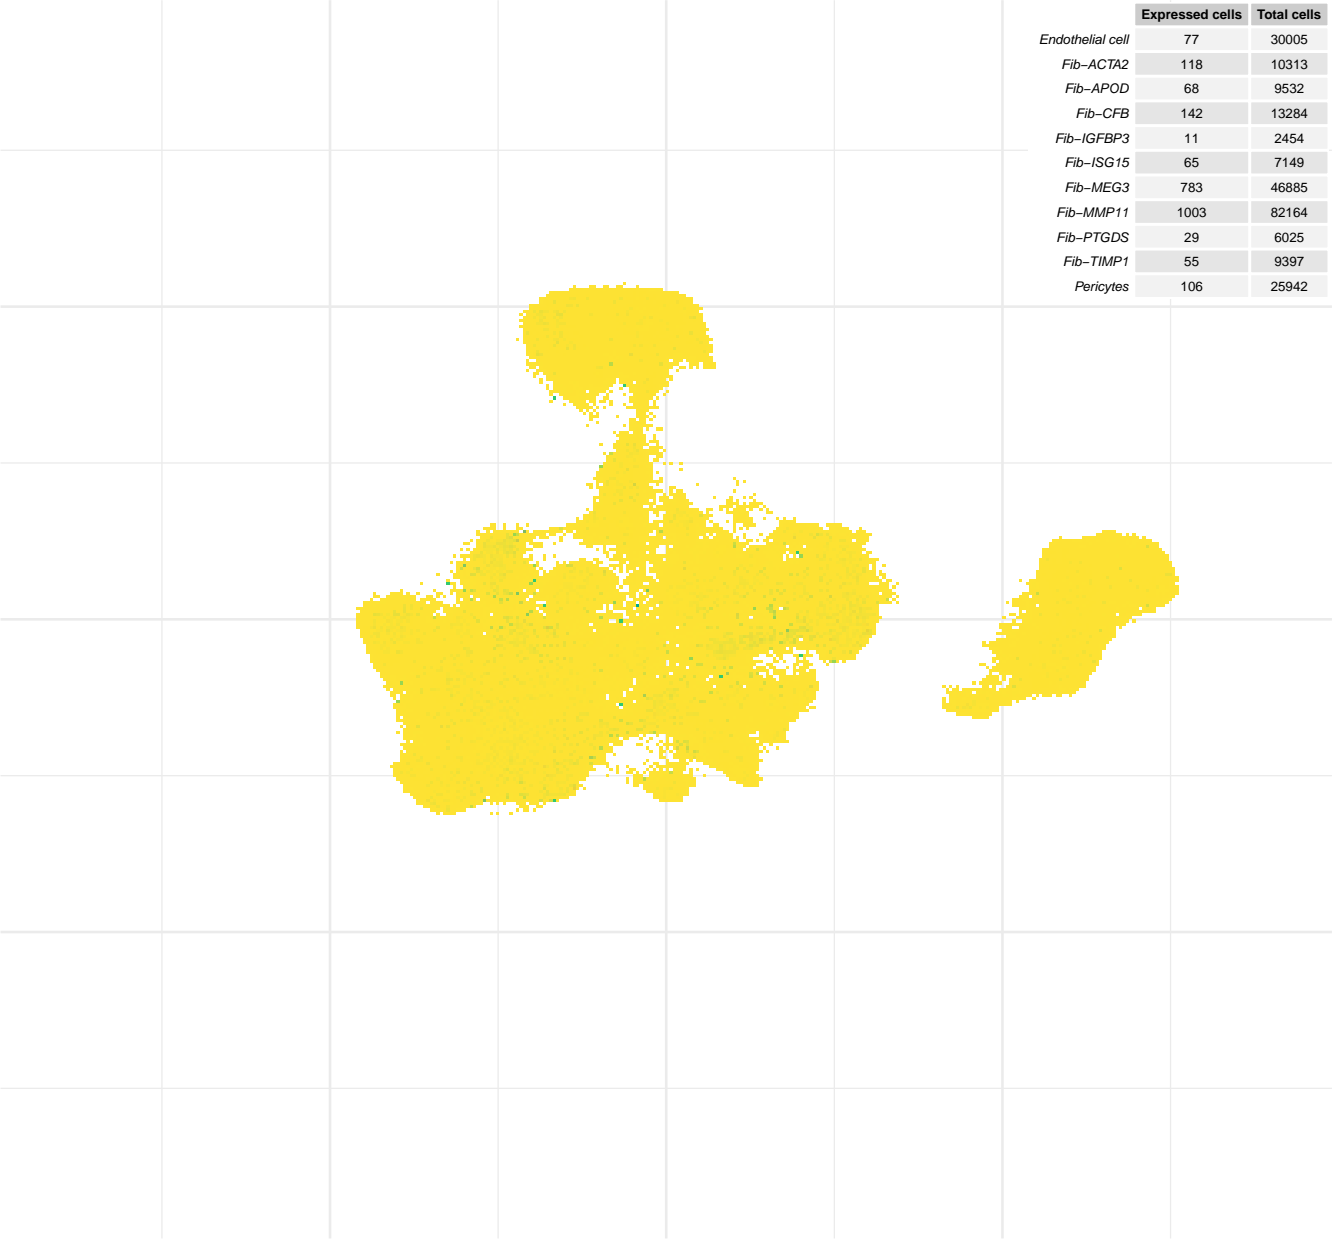 Expressed cells Total cells
Endothelial cell 77 30005
Fib−ACTA2 118 10313
Fib−APOD 68 9532
Fib−CFB 142 13284
Fib−IGFBP3 11 2454
Fib−ISG15 65 7149
Fib−MEG3 783 46885
Fib−MMP11 1003 82164
Fib−PTGDS 29 6025
Fib−TIMP1 55 9397
Pericytes 106 25942